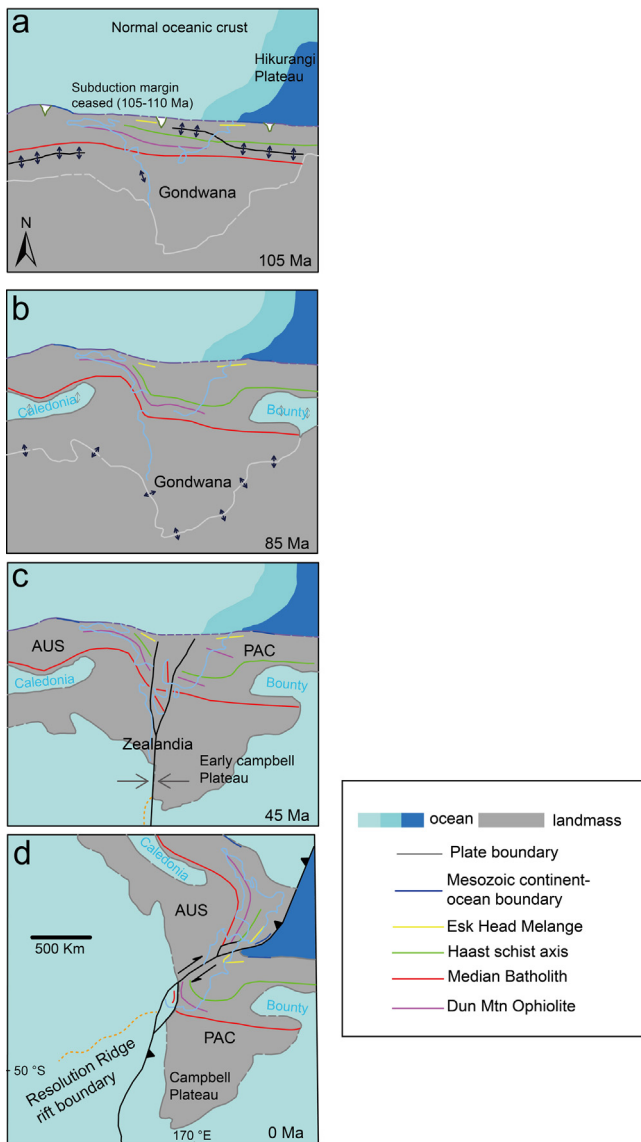 a
Normal oceanic crust
Hikurangi
Plateau
Subduction margin
ceased (105-110 Ma)
Gondwana
N
105 Ma
b
Caledonia
Bounty
Gondwana
85 Ma
c
AUS
PAC
Caledonia
Bounty
Zealandia
Early campbell
Plateau
45 Ma
d
Caledonia
AUS
500 Km
Bounty
PAC
50 °S
Resolution Ridge
rift boundary
Campbell
Plateau
170 °E
0 Ma
ocean
landmass
Plate boundary
Mesozoic continent-
ocean boundary
Esk Head Melange
Haast schist axis
Median Batholith
Dun Mtn Ophiolite